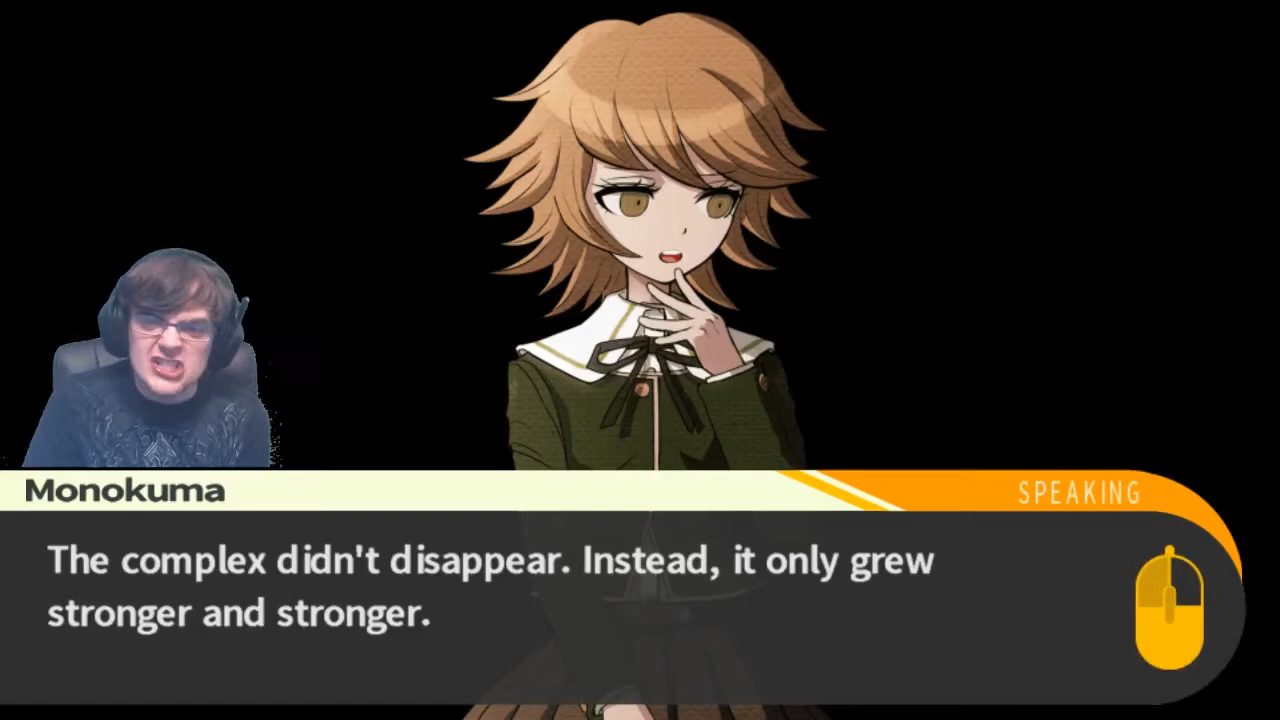 Monokuma
SPEAKING
The complex didn't disappear. Instead, it only grew
stronger and stronger.